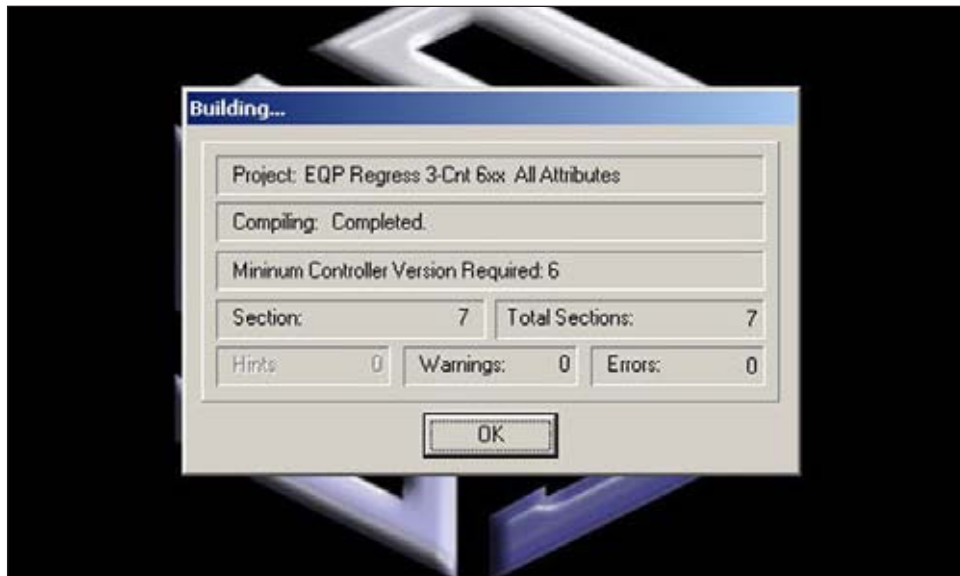 Building...
Project: EQP Regress 3-Cnt 6xx All Attributes
Compiling: Completed.
Mininum Controller Version Required: 6
Section: 7 Total Sections: 7
Hints 0 Warnings: 0 Errors: 0
OK